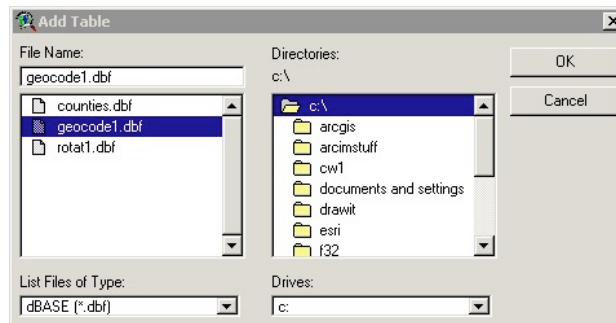 Add Table
File Name:
geocode1.dbf
counties.dbf
geocode1.dbf
rotat1.dbf
List Files of Type:
dBASE (*.dbf)
Directories:
c:\
c:\
arcgis
arcimstuff
cw1
documents and settings
drawit
esri
f32
Drives:
c:
OK
Cancel